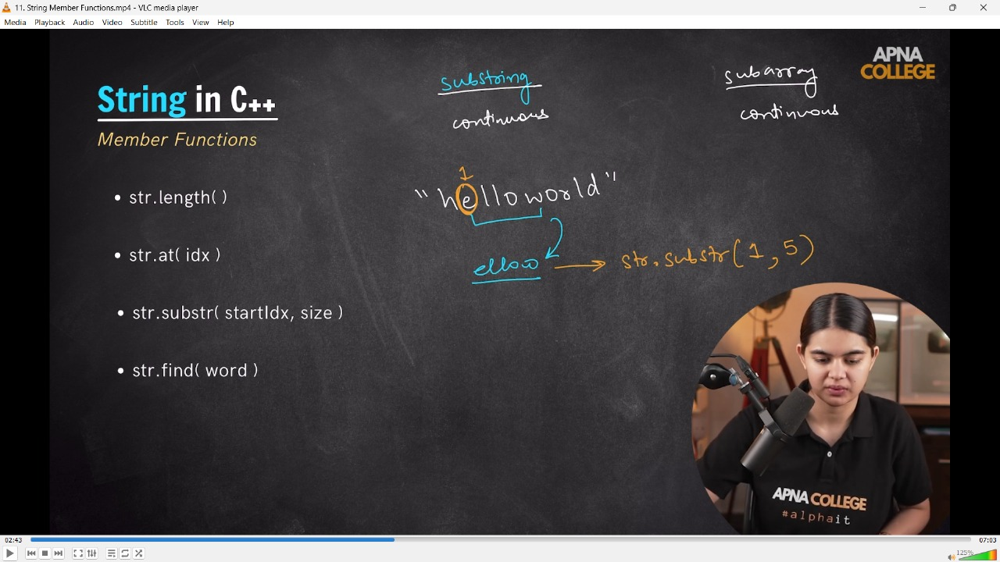 11. String Member Functions.mp4 - VLC media player
Media Playback Audio Video Subtitle Tools View Help
APNA
COLLEGE
substring
subarray
String in C++
continuous
continuous
Member Functions
1
• str.length( )
"helloworld"
• str.at( idx )
ellow → str.substr(1,5)
• str.substr( startIdx, size )
• str.find( word )
APNA COLLEGE
#alphait
02:43
07:03
125%